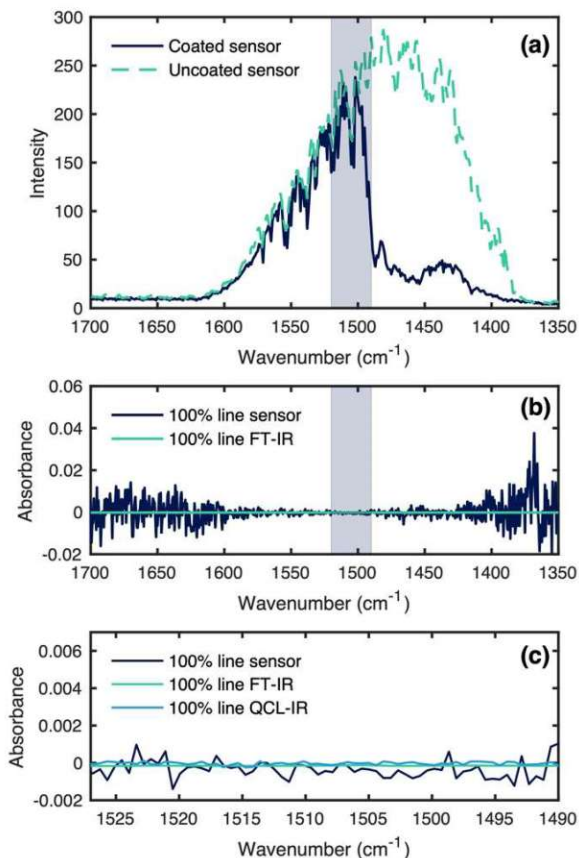 300
(a)
Coated sensor
250
Uncoated sensor
200
Intensity
150
100
50
0
1700 1650 1600 1550 1500 1450 1400 1350
Wavenumber (cm-1)
0.06
(b)
100% line sensor
0.04
100% line FT-IR
Absorbance
0.02
0
-0.02
1700 1650 1600 1550 1500 1450 1400 1350
Wavenumber (cm-1)
(c)
0.006
100% line sensor
100% line FT-IR
0.004
100% line QCL-IR
Absorbance
0.002
0
-0.002
1525 1520 1515 1510 1505 1500 1495 1490
Wavenumber (cm-1)